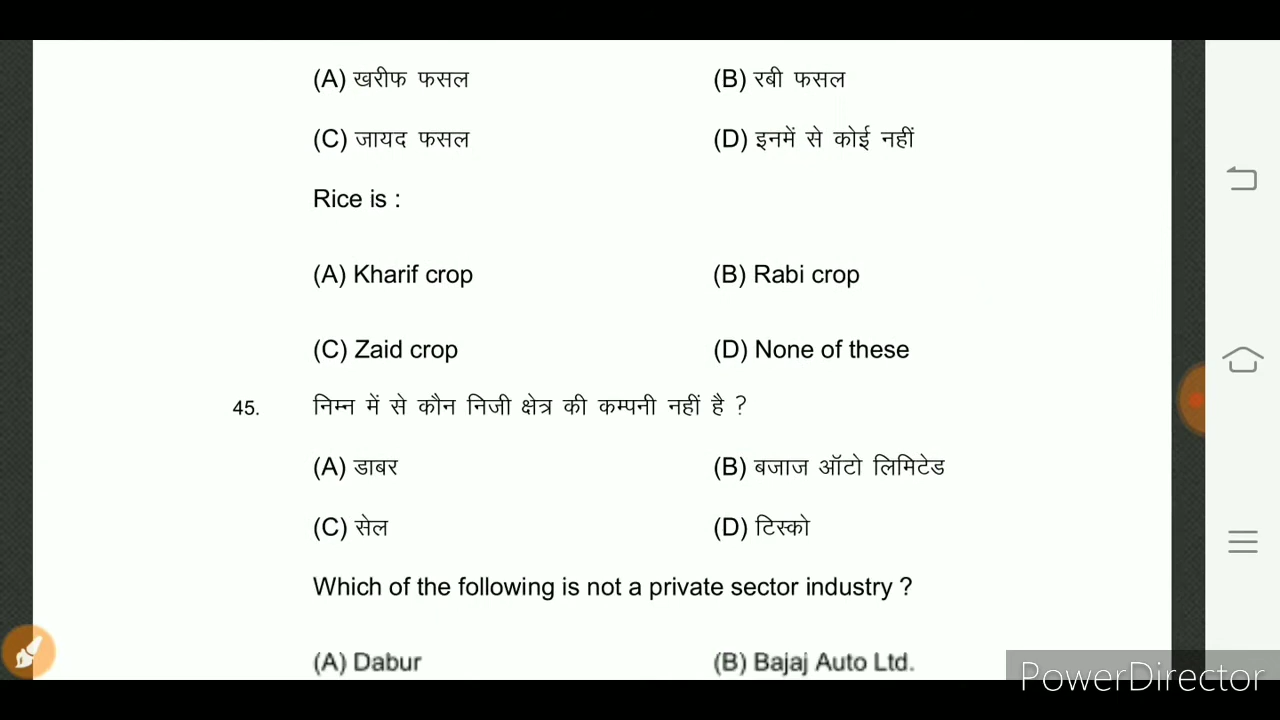 (A) खरीफ फसल (B) रबी फसल
(C) जायद फसल (D) इनमें से कोई नहीं
Rice is :
(A) Kharif crop (B) Rabi crop
(C) Zaid crop (D) None of these
45. निम्न में से कौन निजी क्षेत्र की कम्पनी नहीं है ?
(A) डाबर (B) बजाज ऑटो लिमिटेड
(C) सेल (D) टिस्को
Which of the following is not a private sector industry ?
(A) Dabur (B) Bajaj Auto Ltd.
PowerDirector